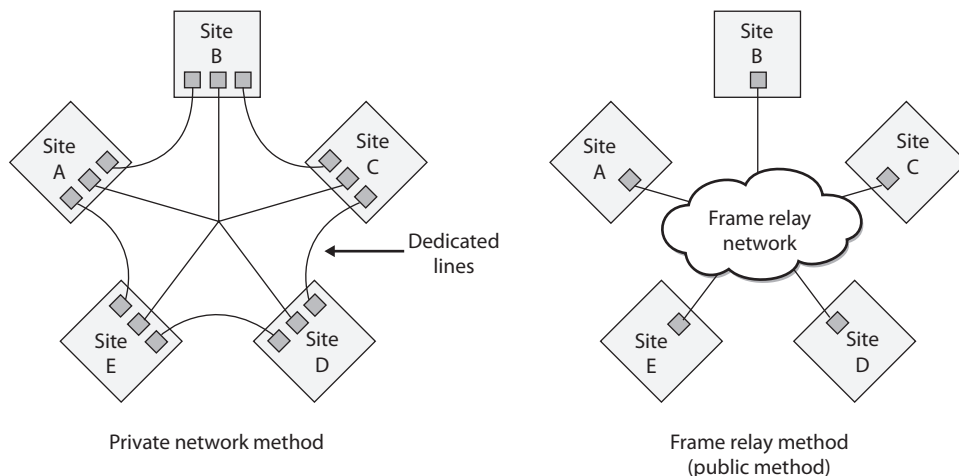 Site
B
Site
A
Site
C
Dedicated
lines
Site
E
Site
D
Private network method
Site
B
Site
A
Site
C
Frame relay
network
Site
E
Site
D
Frame relay method
(public method)